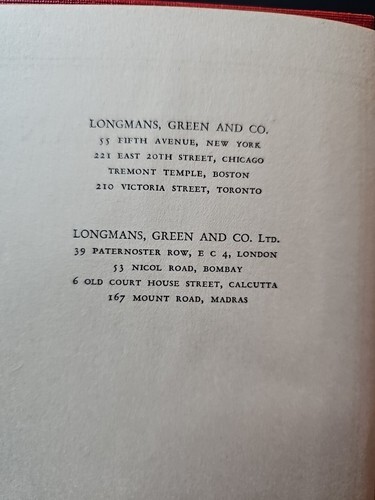 LONGMANS, GREEN AND CO.
55 FIFTH AVENUE, NEW YORK
221 EAST 20TH STREET, CHICAGO
TREMONT TEMPLE, BOSTON
210 VICTORIA STREET, TORONTO
LONGMANS, GREEN AND CO. LTD.
39 PATERNOSTER ROW, E C 4, LONDON
53 NICOL ROAD, BOMBAY
6 OLD COURT HOUSE STREET, CALCUTTA
167 MOUNT ROAD, MADRAS